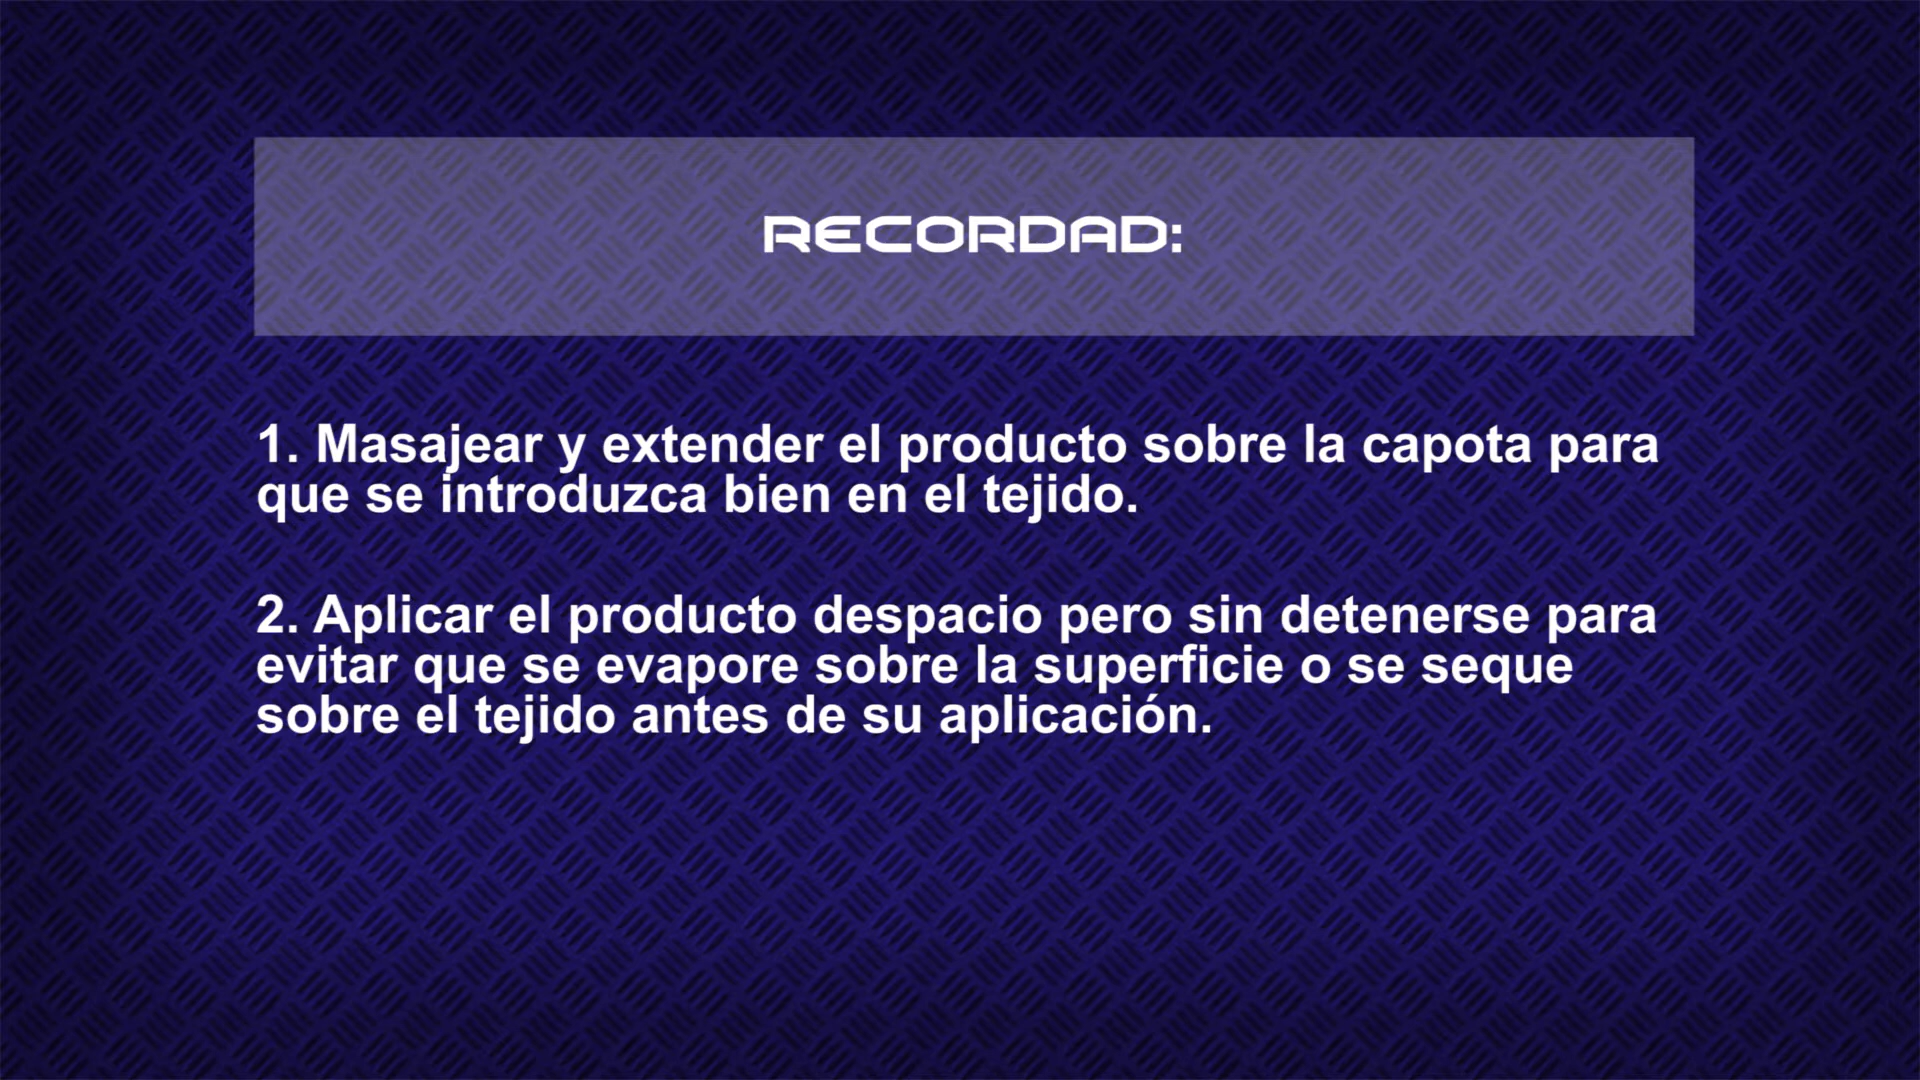 RECORDAD:
1. Masajear y extender el producto sobre la capota para
que se introduzca bien en el tejido.
2. Aplicar el producto despacio pero sin detenerse para
evitar que se evapore sobre la superficie o se seque
sobre el tejido antes de su aplicación.